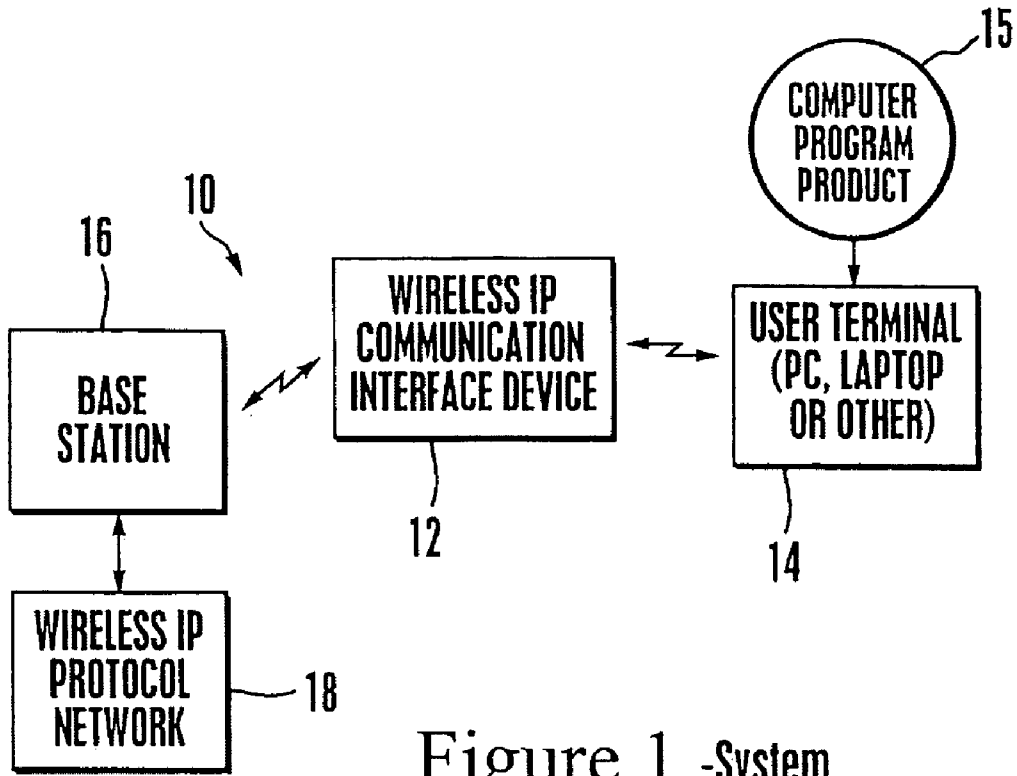 15
COMPUTER
PROGRAM
PRODUCT
10
16
WIRELESS IP
COMMUNICATION
INTERFACE DEVICE
USER TERMINAL
(PC, LAPTOP
OR OTHER)
BASE
STATION
12
14
WIRELESS IP
PROTOCOL
NETWORK
18
Figure 1 -System